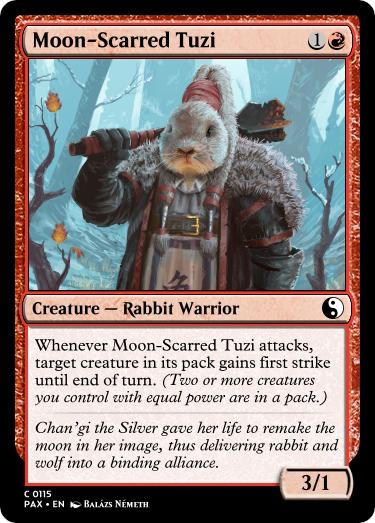 Moon-Scarred Tuzi 1
Creature — Rabbit Warrior
Whenever Moon-Scarred Tuzi attacks,
target creature in its pack gains first strike
until end of turn. (Two or more creatures
you control with equal power are in a pack.)
Chan'gi the Silver gave her life to remake the
moon in her image, thus delivering rabbit and
wolf into a binding alliance.
3/1
C 0115
PAX • EN Balázs Németh